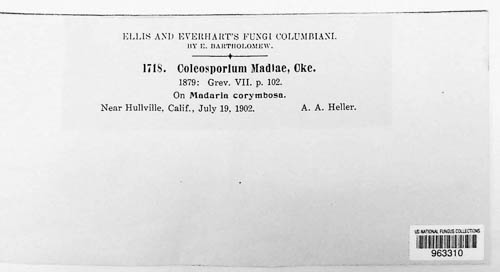 ELLIS AND EVERHART'S FUNGI COLUMBIANI.
BY E. BARTHOLOMEW.
1718. Coleosporium Madiae, Cke.
1879: Grev. VII. p. 102.
On Madaria corymbosa.
Near Hullville, Calif., July 19, 1902. A. A. Heller.
US NATIONAL FUNGUS COLLECTIONS
963310